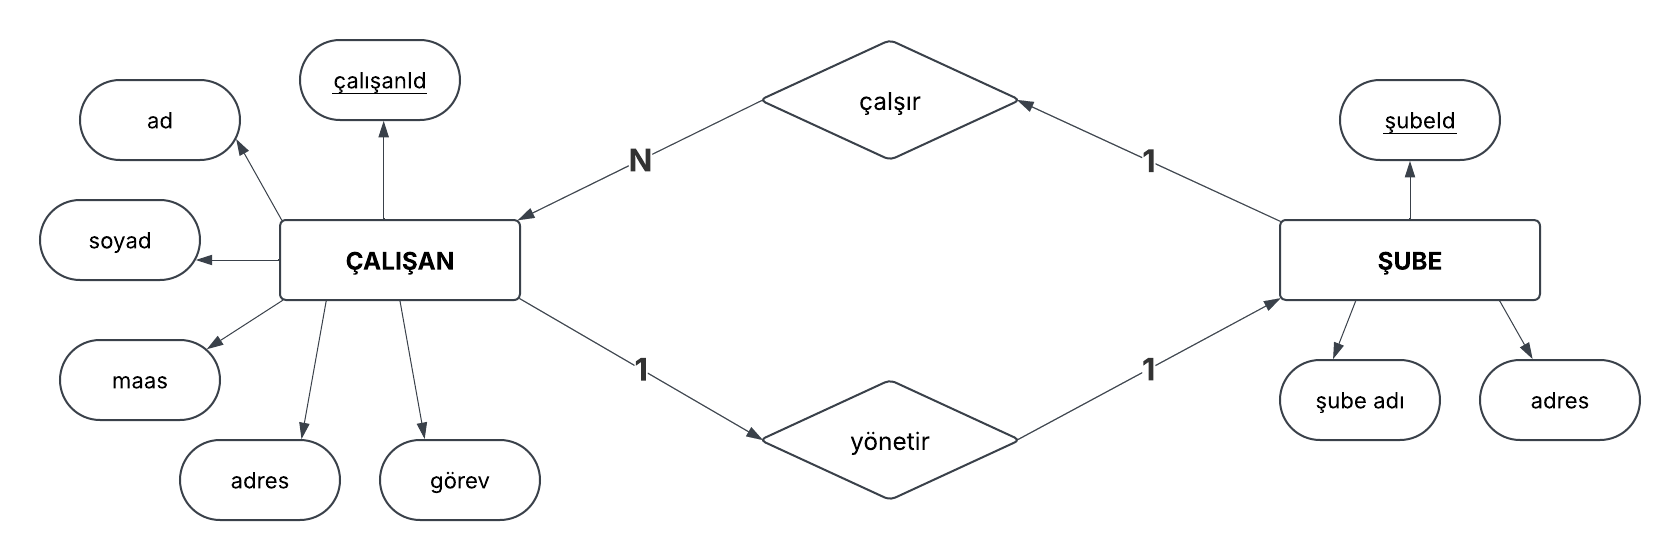 çalışanId
ad
soyad
ÇALIŞAN
maas
adres
görev
çalşır
N
1
yönetir
1
1
şubeId
ŞUBE
şube adı
adres